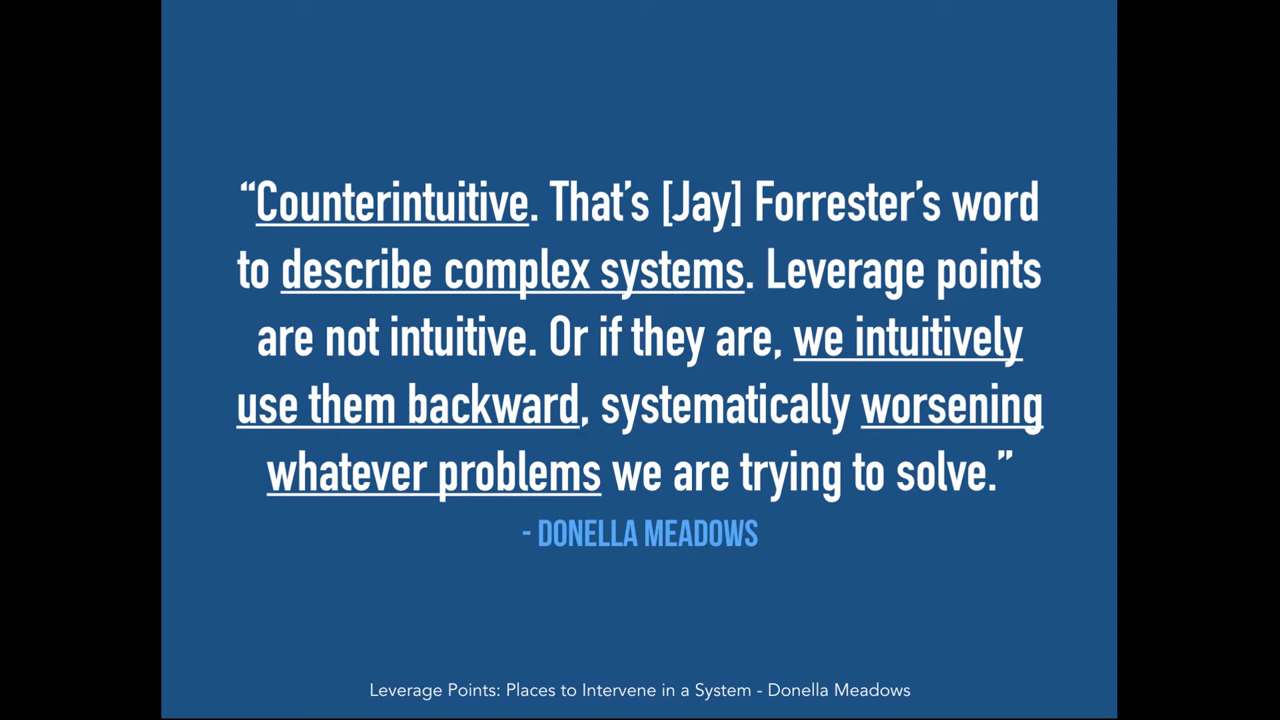 “Counterintuitive. That’s [Jay] Forrester’s word
to describe complex systems. Leverage points
are not intuitive. Or if they are, we intuitively
use them backward, systematically worsening
whatever problems we are trying to solve.”
- DONELLA MEADOWS
Leverage Points: Places to Intervene in a System - Donella Meadows